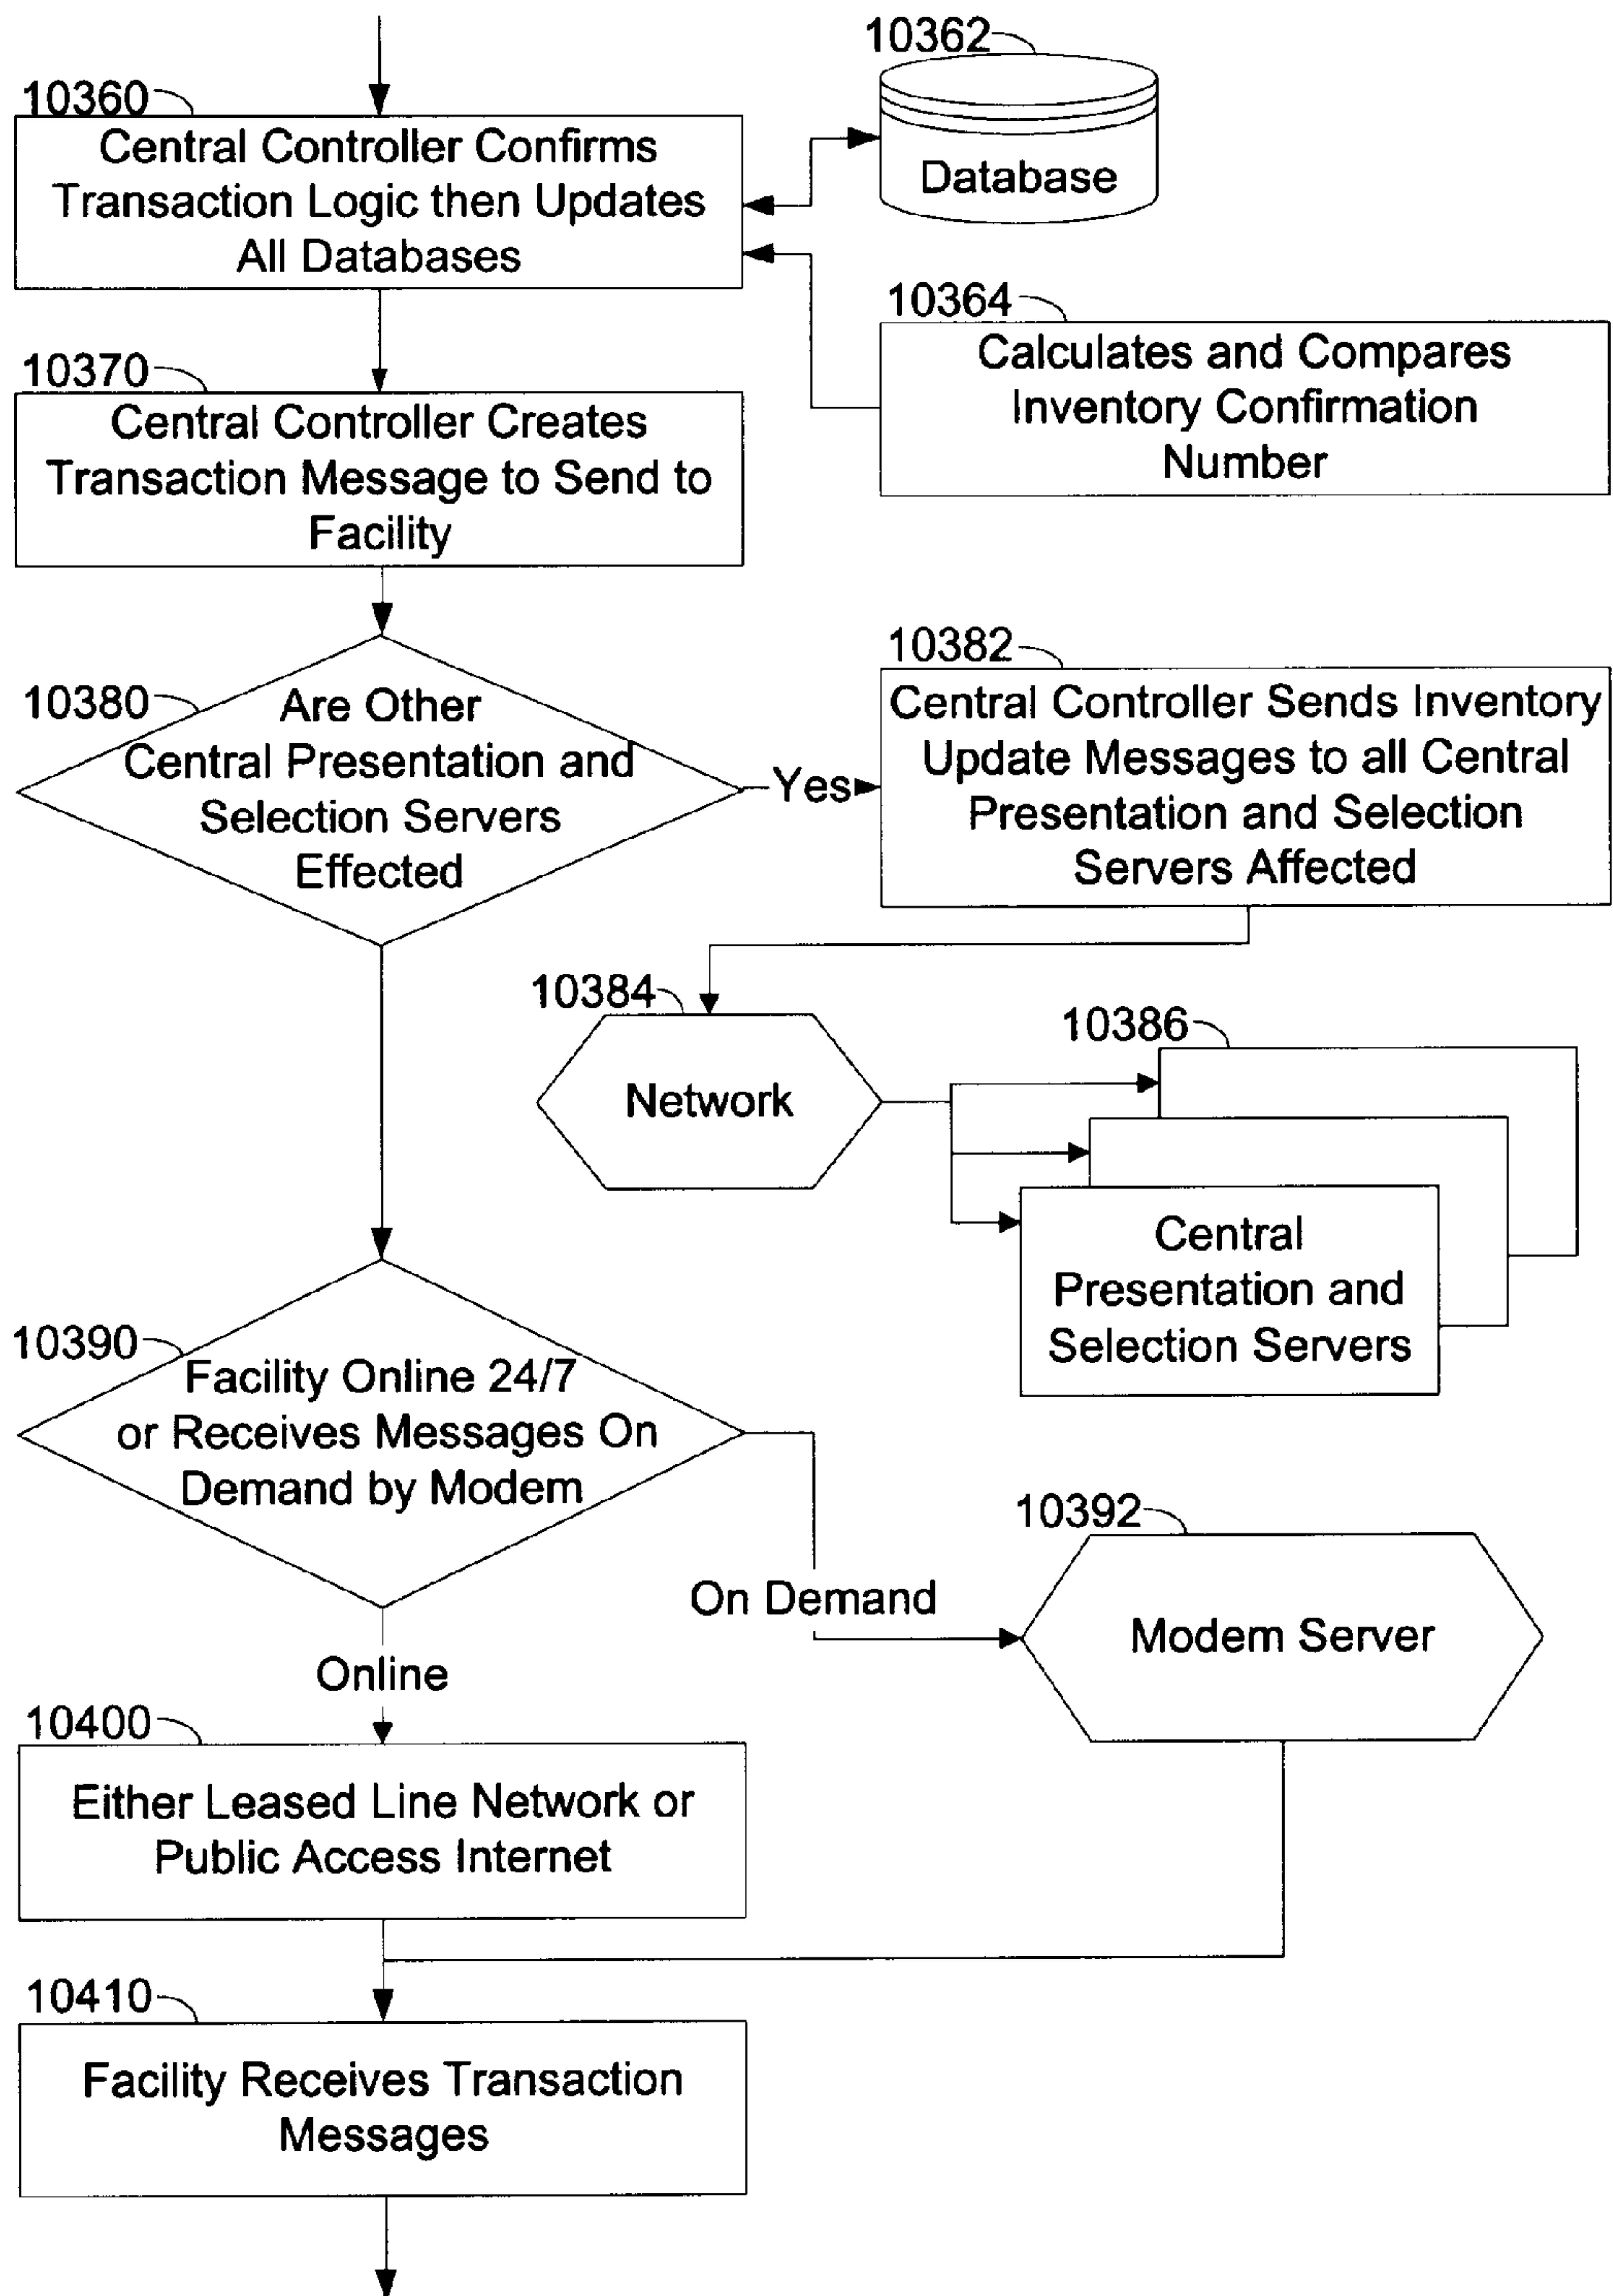 10360
Central Controller Confirms
Transaction Logic then Updates
All Databases
10362
Database
10364
Calculates and Compares
Inventory Confirmation
Number
10370
Central Controller Creates
Transaction Message to Send to
Facility
10380
Are Other
Central Presentation and
Selection Servers
Effected
Yes
10382
Central Controller Sends Inventory
Update Messages to all Central
Presentation and Selection
Servers Affected
10384
Network
10386
Central
Presentation and
Selection Servers
10390
Facility Online 24/7
or Receives Messages On
Demand by Modem
On Demand
10392
Modem Server
Online
10400
Either Leased Line Network or
Public Access Internet
10410
Facility Receives Transaction
Messages